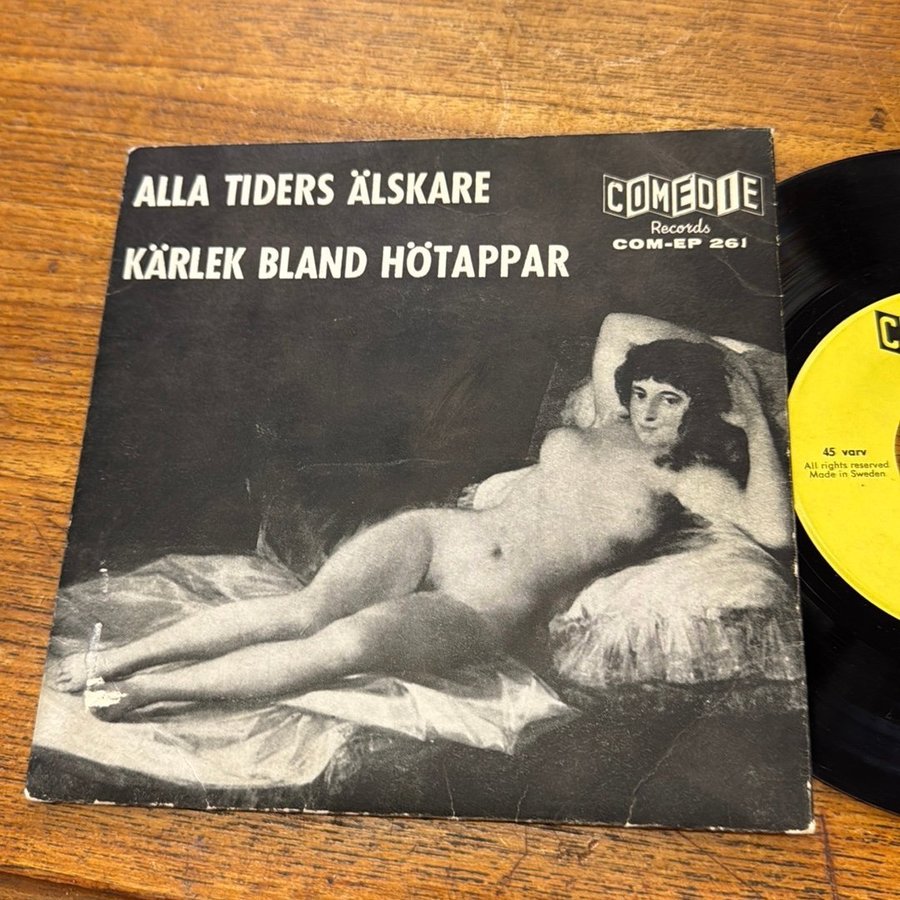 ALLA TIDERS ÄLSKARE
KÄRLEK BLAND HÖTAPPAR
COMEDIE
Records
COM-EP 261
45 varv
All rights reserved
Made in Sweden